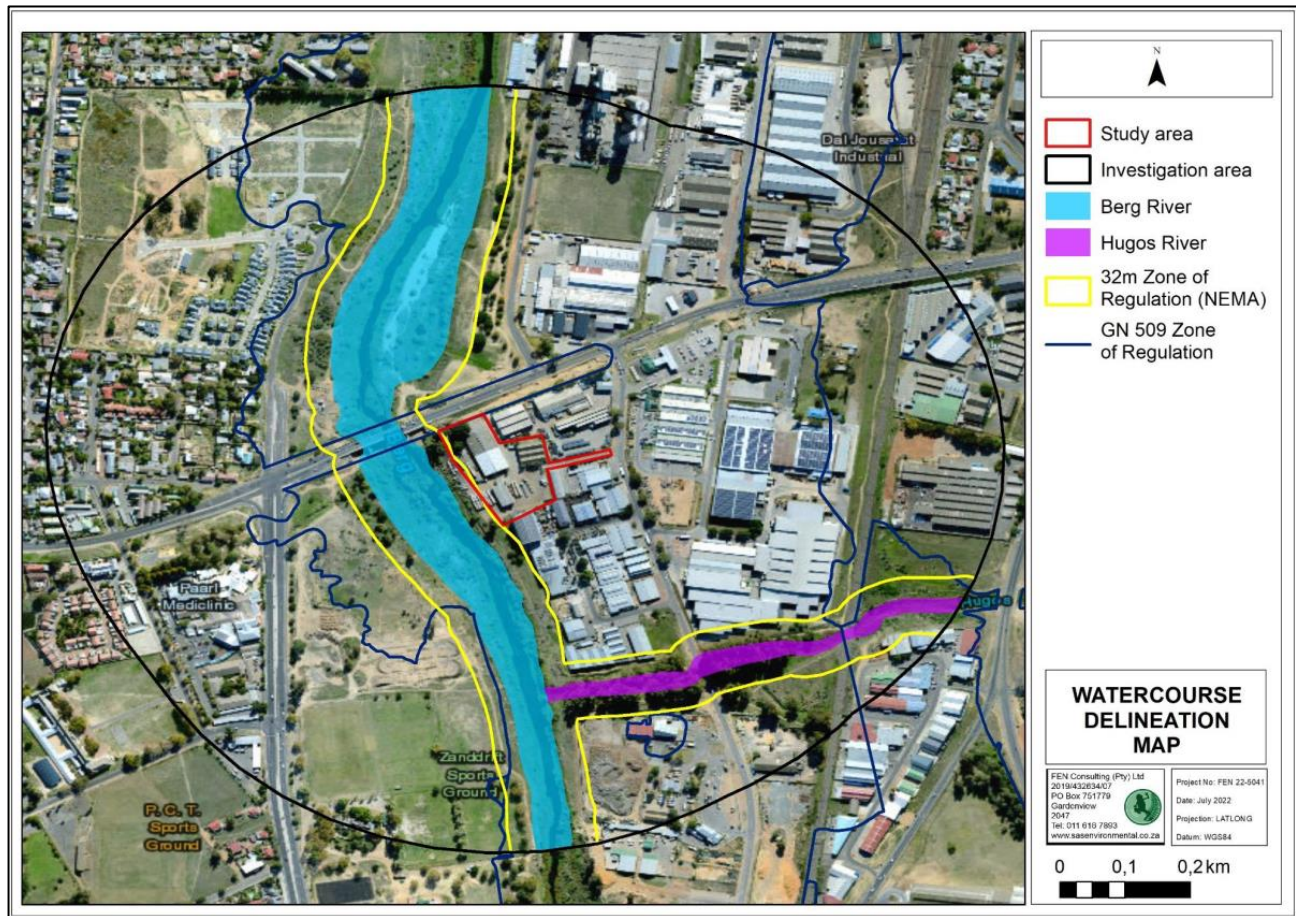 Dal Josaphat
Industrial
Berg
Paarl
Mediclinic
Hugos
Zanddrift
Sports
Ground
P. C. T.
Sports
Ground
N
Study area
Investigation area
Berg River
Hugos River
32m Zone of
Regulation (NEMA)
GN 509 Zone
of Regulation
WATERCOURSE
DELINEATION
MAP
FEN Consulting (Pty) Ltd
2019/432634/07
PO Box 751779
Gardenview
2047
Tel: 011 616 7893
www.sasenvironmental.co.za
Project No: FEN 22-5041
Date: July 2022
Projection: LATLONG
Datum: WGS84
0 0,1 0,2 km